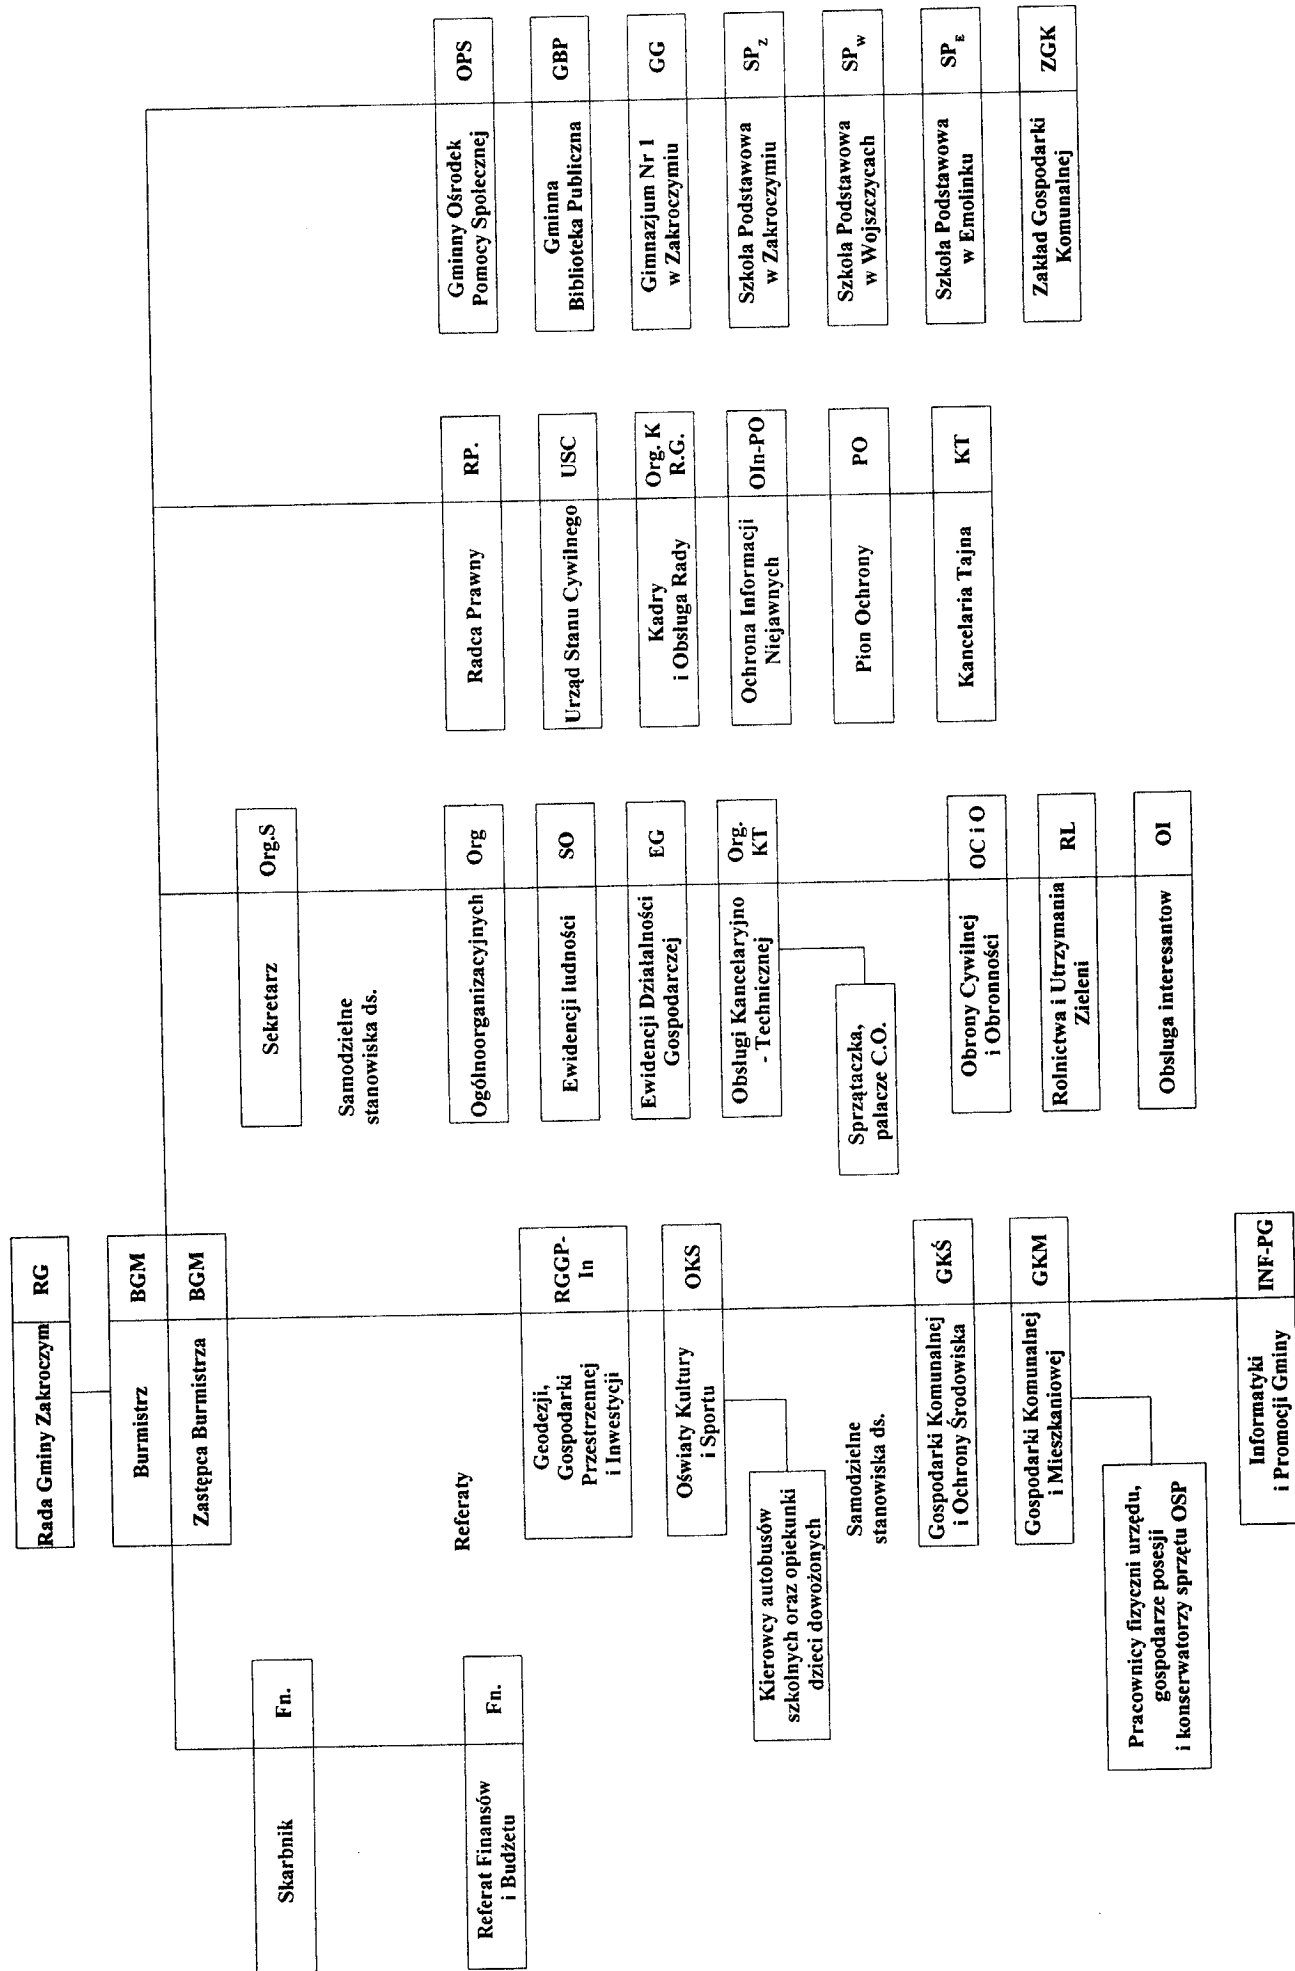 Rada Gminy Zakroczym
RG
Burmistrz
BGM
Zastępca Burmistrza
BGM
Skarbnik
Fn.
Referat Finansów
i Budżetu
Fn.
Referaty
Geodezji,
Gospodarki
Przestrzennej
i Inwestycji
RGGP-
In
Oświaty Kultury
i Sportu
OKS
Kierowcy autobusów
szkolnych oraz opiekunki
dzieci dowożonych
Samodzielne
stanowiska ds.
Gospodarki Komunalnej
i Ochrony Środowiska
GKŚ
Gospodarki Komunalnej
i Mieszkaniowej
GKM
Pracownicy fizyczni urzędu,
gospodarze posesji
i konserwatorzy sprzętu OSP
Informatyki
i Promocji Gminy
INF-PG
Sekretarz
Org.S
Samodzielne
stanowiska ds.
Ogólnoorganizacyjnych
Org
Ewidencji ludności
SO
Ewidencji Działalności
Gospodarczej
EG
Obsługi Kancelaryjno
- Technicznej
Org.
KT
Sprzątaczka,
palacze C.O.
Obrony Cywilnej
i Obronności
OC i O
Rolnictwa i Utrzymania
Zieleni
RL
Obsługa interesantow
OI
Radca Prawny
RP.
Urząd Stanu Cywilnego
USC
Kadry
i Obsługa Rady
Org. K
R.G.
Ochrona Informacji
Niejawnych
OIn-PO
Pion Ochrony
PO
Kancelaria Tajna
KT
Gminny Ośrodek
Pomocy Społecznej
OPS
Gminna
Biblioteka Publiczna
GBP
Gimnazjum Nr 1
w Zakroczymiu
GG
Szkoła Podstawowa
w Zakroczymiu
SPZ
Szkoła Podstawowa
w Wojszczycach
SPW
Szkoła Podstawowa
w Emolinku
SPE
Zakład Gospodarki
Komunalnej
ZGK